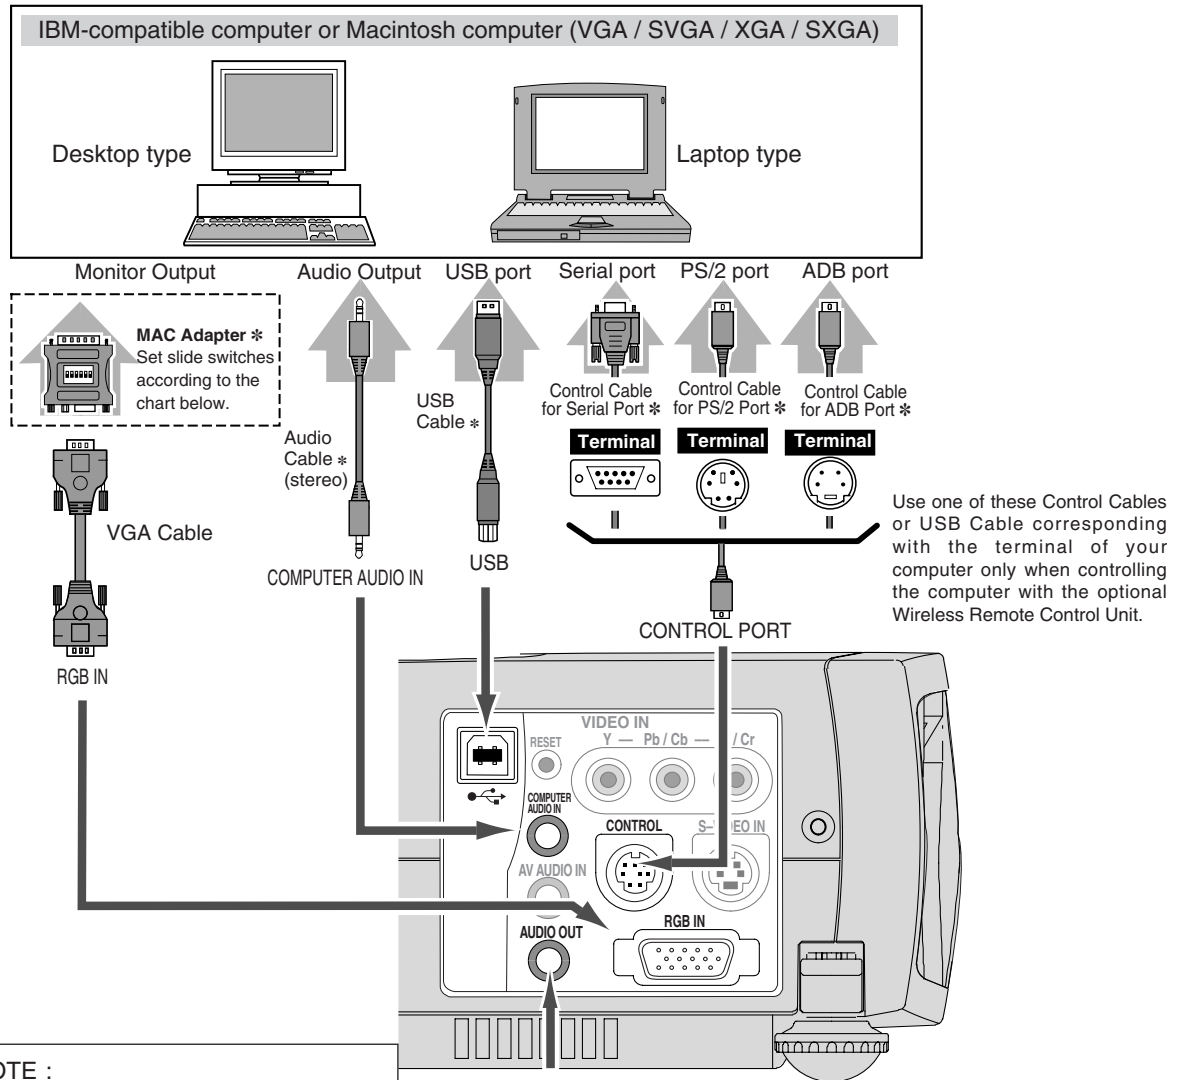 IBM-compatible computer or Macintosh computer (VGA / SVGA / XGA / SXGA)
Desktop type
Laptop type
Monitor Output
Audio Output
USB port
Serial port
PS/2 port
ADB port
MAC Adapter ✻
Set slide switches
according to the
chart below.
USB
Cable ✻
Control Cable
for Serial Port ✻
Control Cable
for PS/2 Port ✻
Control Cable
for ADB Port ✻
Audio
Cable ✻
(stereo)
Terminal
Terminal
Terminal
VGA Cable
Use one of these Control Cables
or USB Cable corresponding
with the terminal of your
computer only when controlling
the computer with the optional
Wireless Remote Control Unit.
COMPUTER AUDIO IN
USB
CONTROL PORT
RGB IN
VIDEO IN
RESET
Y — Pb / Cb — / Cr
COMPUTER
AUDIO IN
CONTROL
S–VIDEO IN
AV AUDIO IN
AUDIO OUT
RGB IN
OTE :